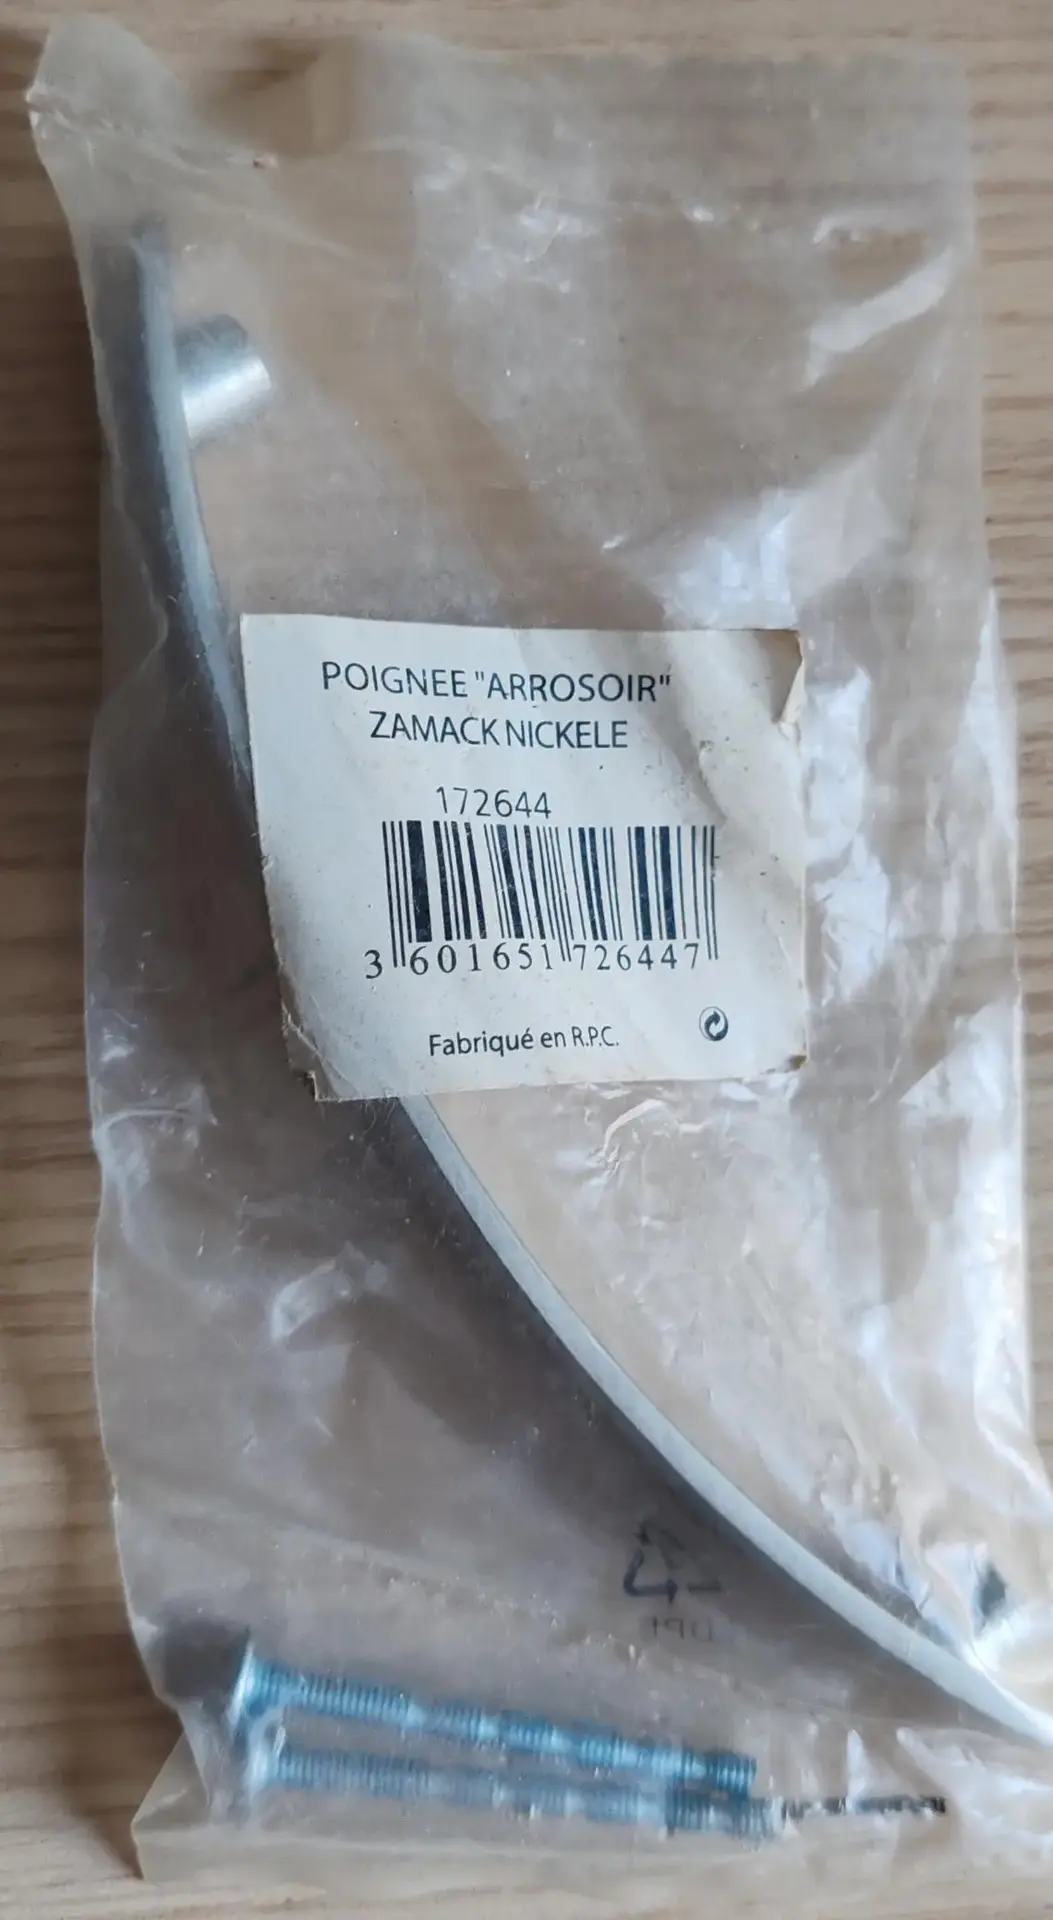 POIGNEE "ARROSOIR"
ZAMACK NICKELE
172644
3 601651 726447
Fabriqué en R.P.C.